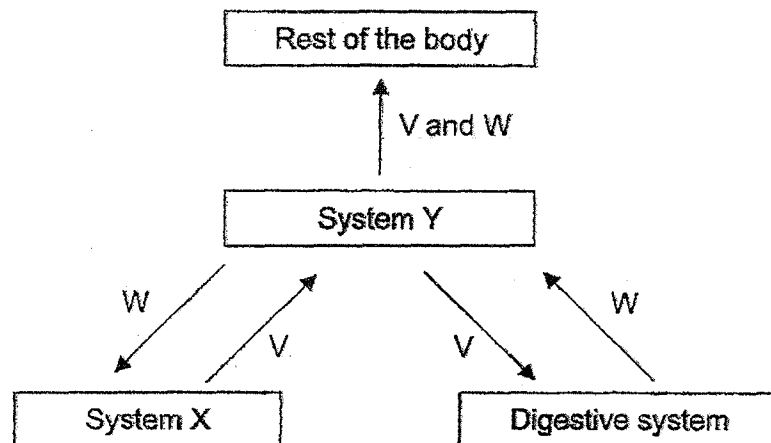 Rest of the body
V and W
System Y
W
V
V
W
System X
Digestive system